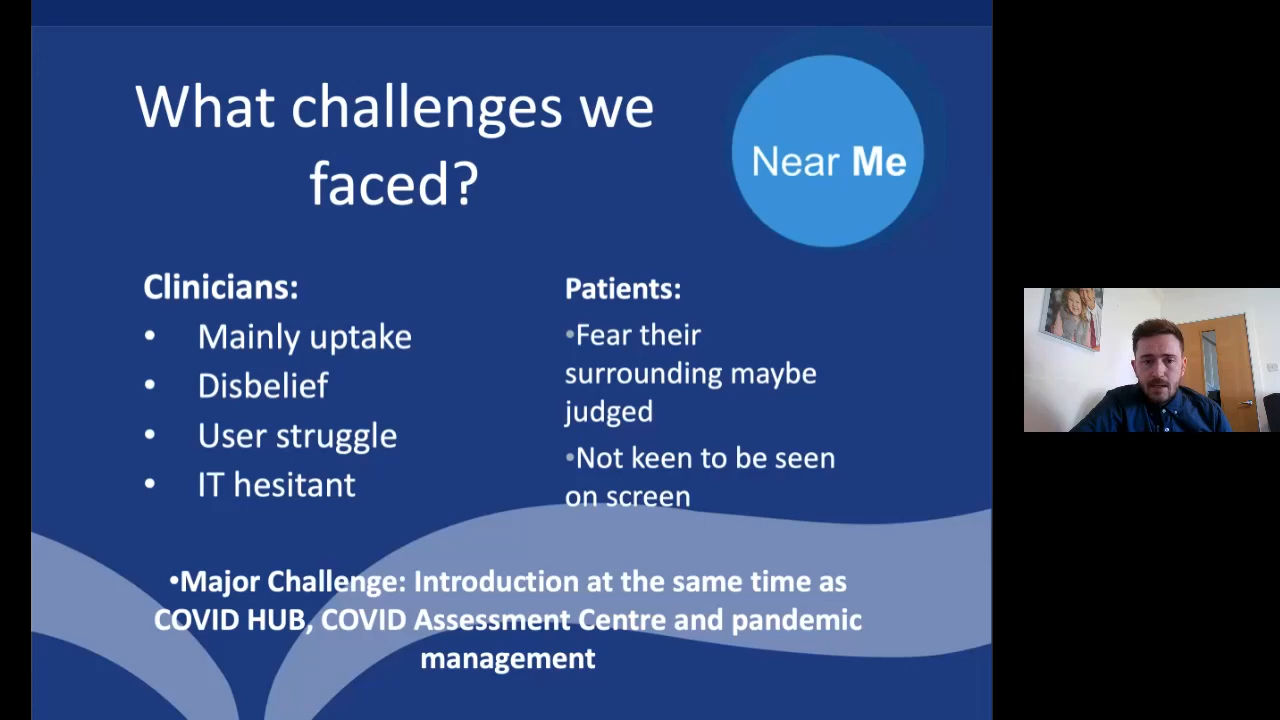 What challenges we
faced?
Near Me
Clinicians:
• Mainly uptake
• Disbelief
• User struggle
• IT hesitant
Patients:
•Fear their
surrounding maybe
judged
•Not keen to be seen
on screen
•Major Challenge: Introduction at the same time as
COVID HUB, COVID Assessment Centre and pandemic
management